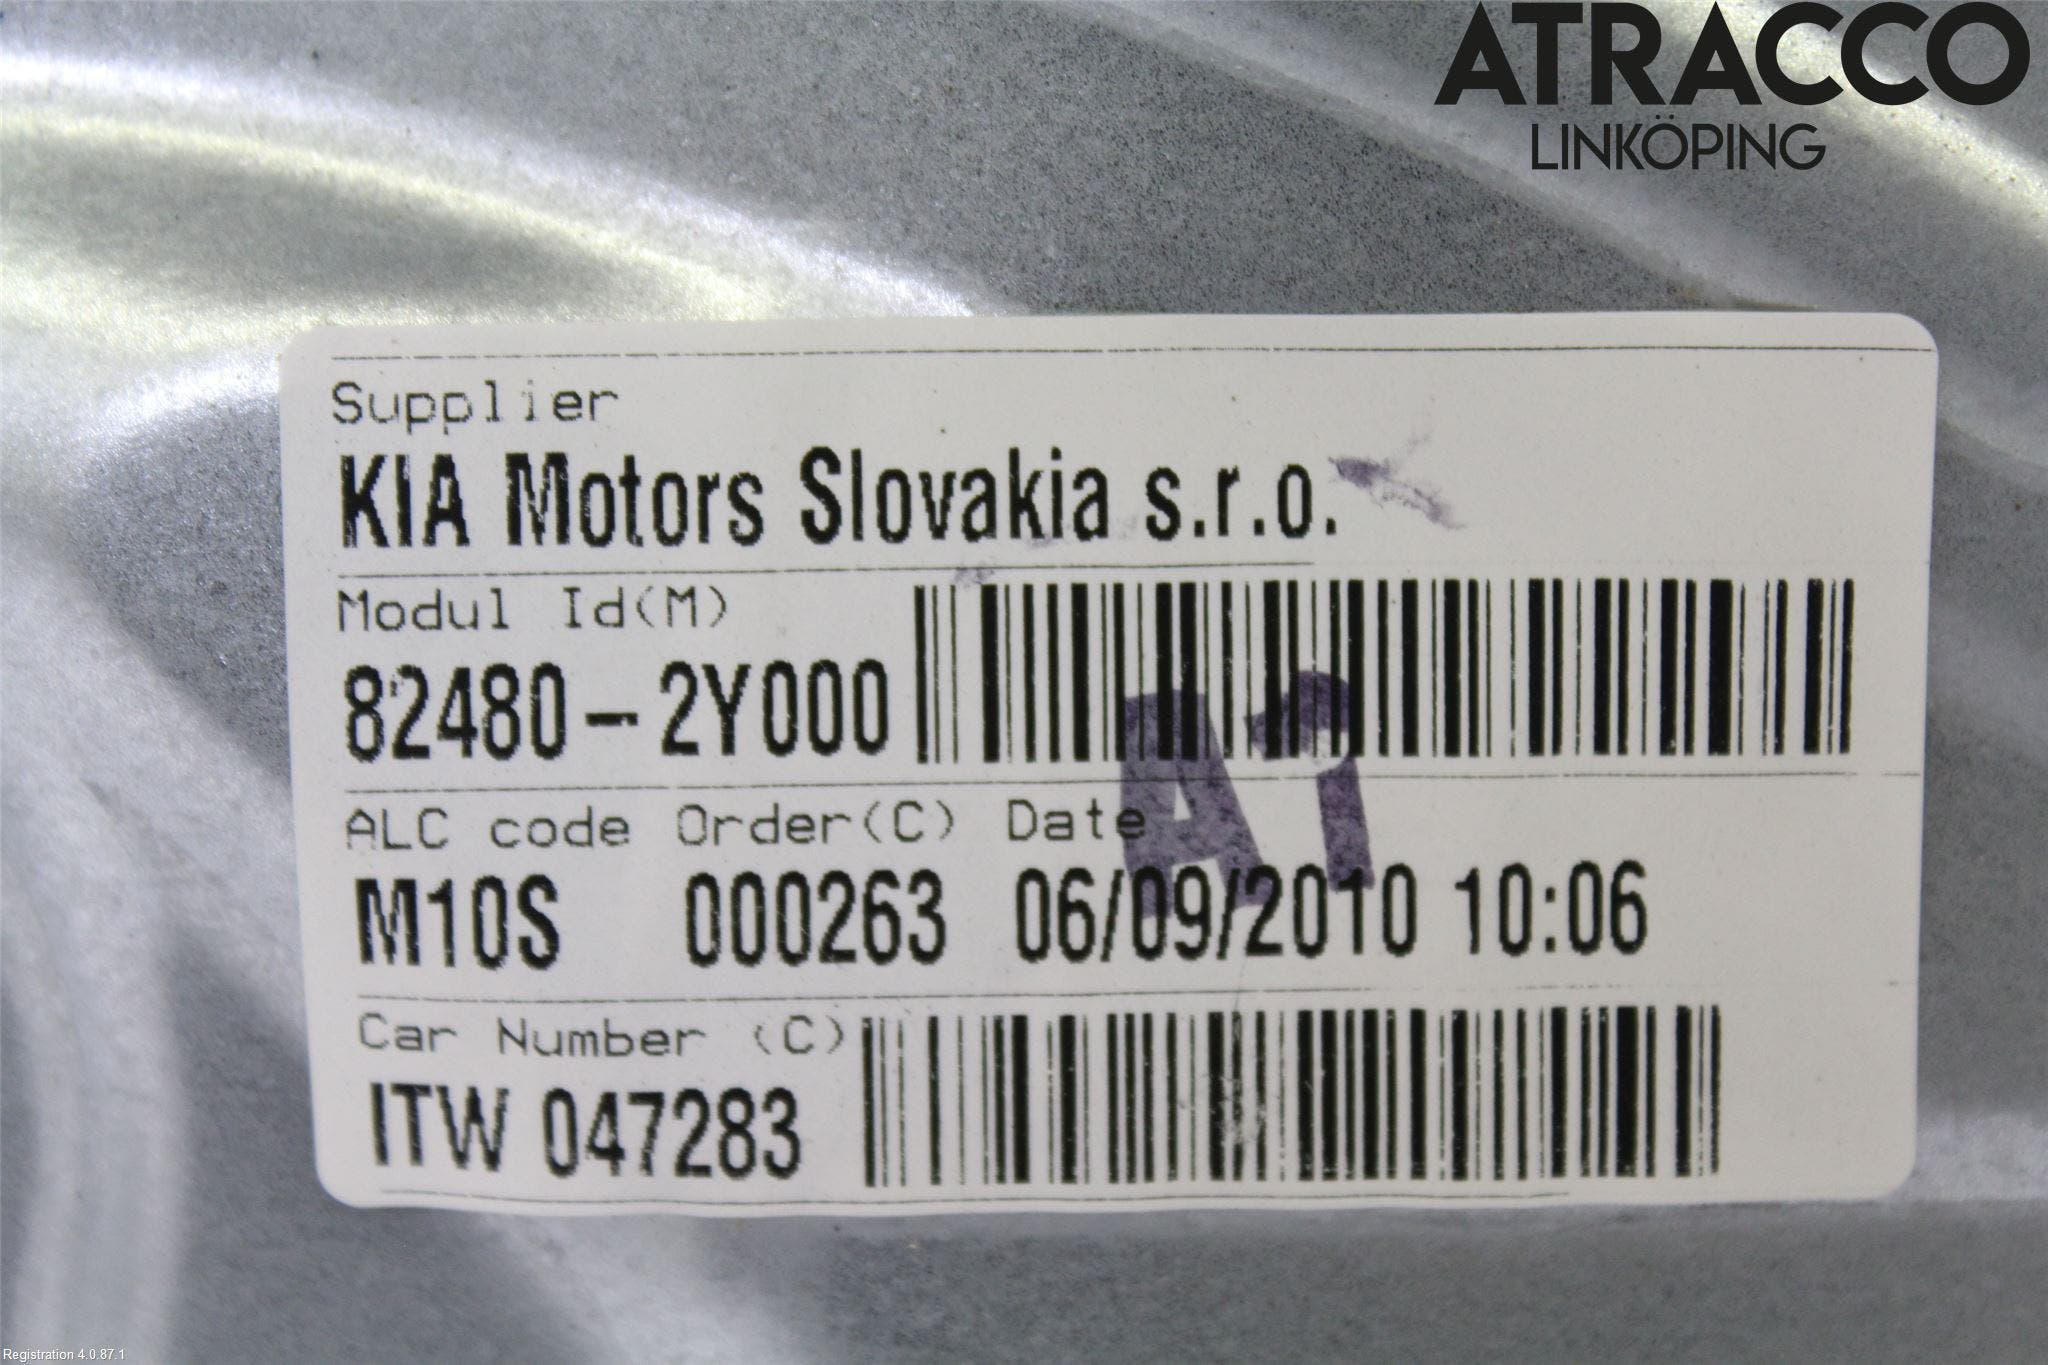 ATRACCO
LINKÖPING
Supplier
KIA Motors Slovakia s.r.o.
Modul Id(M)
82480-2Y000
ALC code Order(C) Date
M10S 000263 06/09/2010 10:06
Car Number (C)
ITW 047283
Registration 4.0.87.1